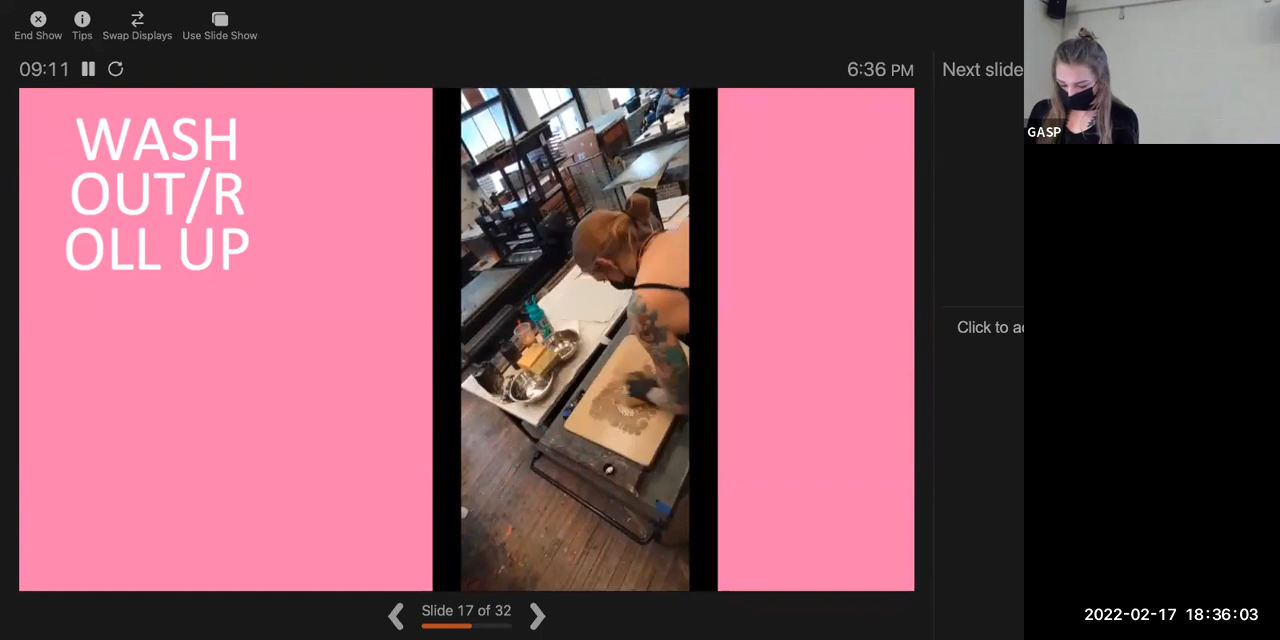 End Show
Tips
Swap Displays
Use Slide Show
09:11
6:36 PM
Next slide
GASP
WASH
OUT/R
OLL UP
Click to ad
Slide 17 of 32
2022-02-17 18:36:03